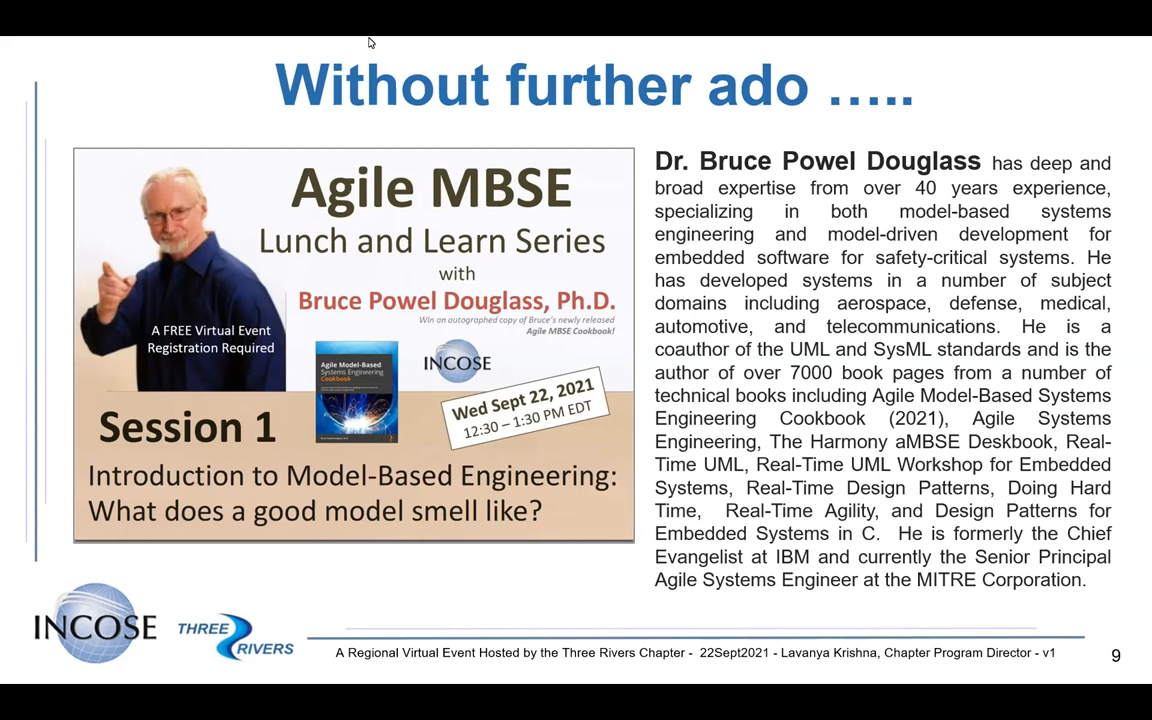 Without further ado …..
Agile MBSE
Lunch and Learn Series
with
Bruce Powel Douglass, Ph.D.
Win an autographed copy of Bruce's newly released
Agile MBSE Cookbook!
A FREE Virtual Event
Registration Required
Agile Model-Based
Systems Engineering
Cookbook
INCOSE
Wed Sept 22, 2021
12:30 – 1:30 PM EDT
Session 1
Introduction to Model-Based Engineering:
What does a good model smell like?
Dr. Bruce Powel Douglass has deep and
broad expertise from over 40 years experience,
specializing in both model-based systems
engineering and model-driven development for
embedded software for safety-critical systems. He
has developed systems in a number of subject
domains including aerospace, defense, medical,
automotive, and telecommunications. He is a
coauthor of the UML and SysML standards and is the
author of over 7000 book pages from a number of
technical books including Agile Model-Based Systems
Engineering Cookbook (2021), Agile Systems
Engineering, The Harmony aMBSE Deskbook, Real-
Time UML, Real-Time UML Workshop for Embedded
Systems, Real-Time Design Patterns, Doing Hard
Time, Real-Time Agility, and Design Patterns for
Embedded Systems in C. He is formerly the Chief
Evangelist at IBM and currently the Senior Principal
Agile Systems Engineer at the MITRE Corporation.
INCOSE
THREE
RIVERS
A Regional Virtual Event Hosted by the Three Rivers Chapter - 22Sept2021 - Lavanya Krishna, Chapter Program Director - v1
9